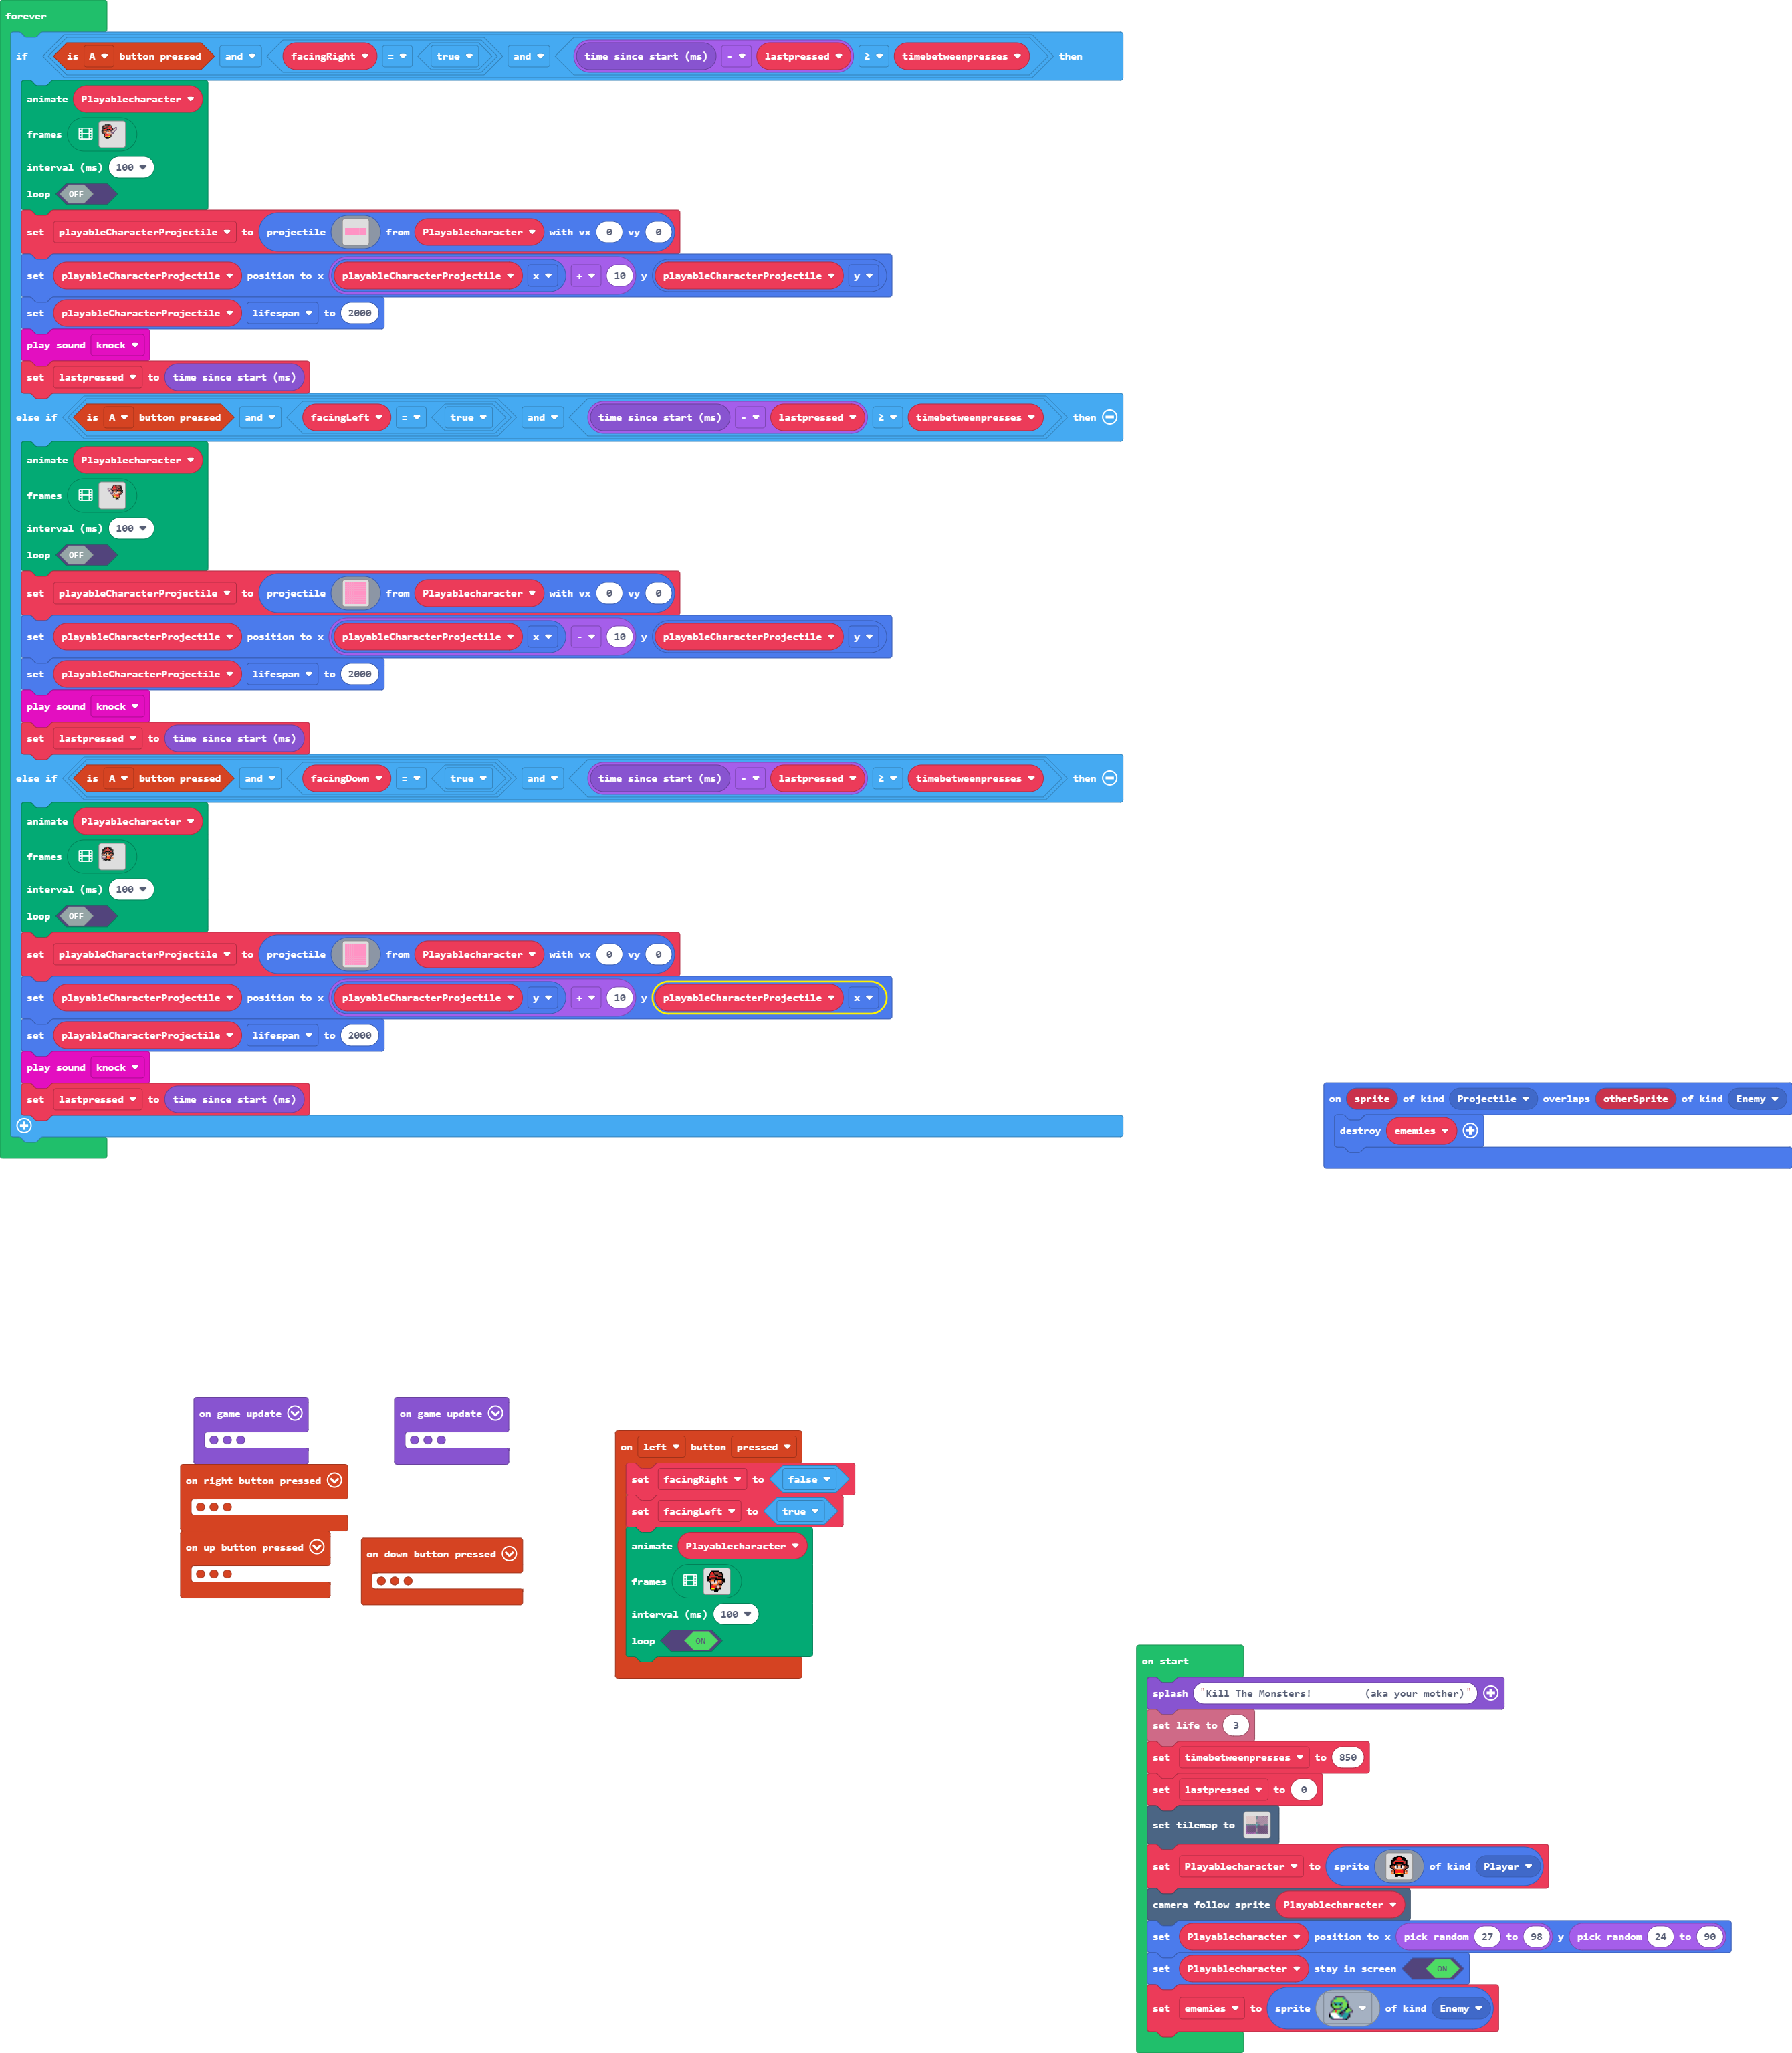 forever
if is A button pressed and facingRight = true and time since start (ms) - lastpressed ≥ timebetweenpresses then
animate Playablecharacter
frames
interval (ms) 100
loop OFF
set playableCharacterProjectile to projectile from Playablecharacter with vx 0 vy 0
set playableCharacterProjectile position to x playableCharacterProjectile x + 10 y playableCharacterProjectile y
set playableCharacterProjectile lifespan to 2000
play sound knock
set lastpressed to time since start (ms)
else if is A button pressed and facingLeft = true and time since start (ms) - lastpressed ≥ timebetweenpresses then
animate Playablecharacter
frames
interval (ms) 100
loop OFF
set playableCharacterProjectile to projectile from Playablecharacter with vx 0 vy 0
set playableCharacterProjectile position to x playableCharacterProjectile x - 10 y playableCharacterProjectile y
set playableCharacterProjectile lifespan to 2000
play sound knock
set lastpressed to time since start (ms)
else if is A button pressed and facingDown = true and time since start (ms) - lastpressed ≥ timebetweenpresses then
animate Playablecharacter
frames
interval (ms) 100
loop OFF
set playableCharacterProjectile to projectile from Playablecharacter with vx 0 vy 0
set playableCharacterProjectile position to x playableCharacterProjectile y + 10 y playableCharacterProjectile x
set playableCharacterProjectile lifespan to 2000
play sound knock
set lastpressed to time since start (ms)
on sprite of kind Projectile overlaps otherSprite of kind Enemy
destroy ememies
on game update
on game update
on right button pressed
on up button pressed
on down button pressed
on left button pressed
set facingRight to false
set facingLeft to true
animate Playablecharacter
frames
interval (ms) 100
loop ON
on start
splash "Kill The Monsters! (aka your mother)"
set life to 3
set timebetweenpresses to 850
set lastpressed to 0
set tilemap to
set Playablecharacter to sprite of kind Player
camera follow sprite Playablecharacter
set Playablecharacter position to x pick random 27 to 98 y pick random 24 to 90
set Playablecharacter stay in screen ON
set ememies to sprite of kind Enemy